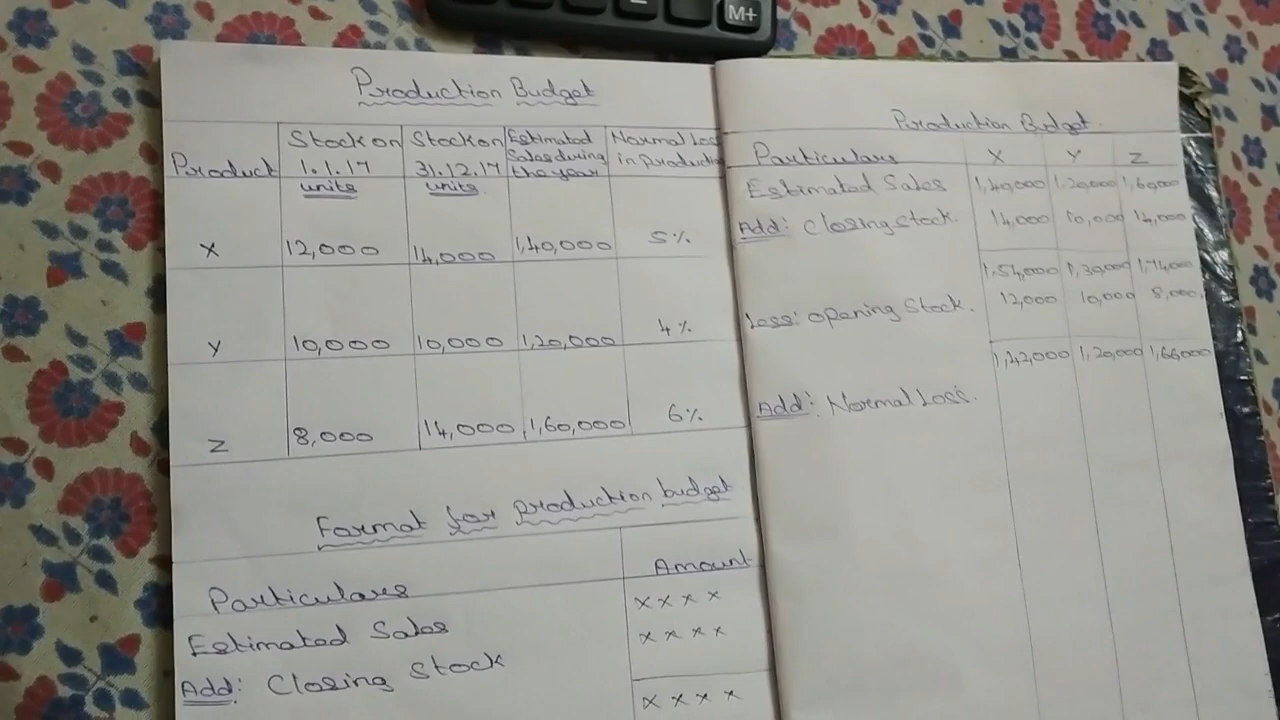 M+
Production Budget
Product
Stock on
1.1.17
units
Stock on
31.12.17
units
Estimated
Sales during
the year
Normal Loss
in production
X 12,000 14,000 1,40,000 5%
Y 10,000 10,000 1,20,000 4%
Z 8,000 14,000 1,60,000 6%
Format for production budget
Particulars Amount
Estimated Sales x x x x
Add: Closing Stock x x x x
x x x x
Production Budget
Particulars X Y Z
Estimated Sales 1,40,000 1,20,000 1,60,000
Add: Closing stock. 14,000 10,000 14,000
1,54,000 1,30,000 1,74,000
Less: opening Stock. 12,000 10,000 8,000
1,42,000 1,20,000 1,66,000
Add: Normal Loss.